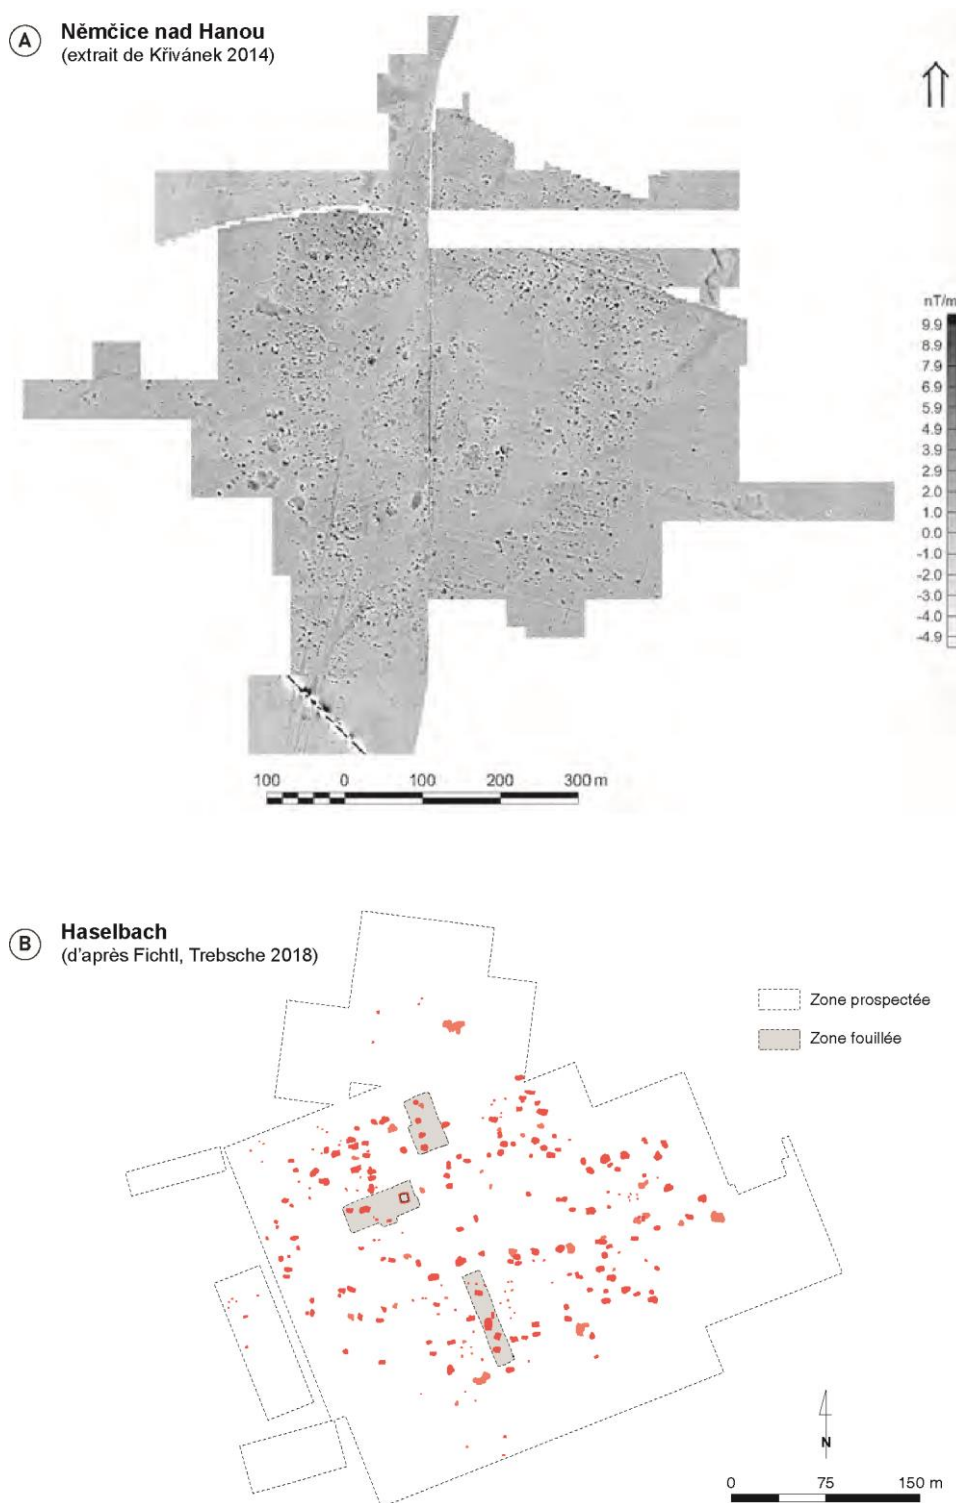 A
Němčice nad Hanou
(extrait de Křivánek 2014)
nT/m
9.9
8.9
7.9
6.9
5.9
4.9
3.9
2.9
2.0
1.0
0.0
-1.0
-2.0
-3.0
-4.0
-4.9
100 0 100 200 300 m
B
Haselbach
(d'après Fichtl, Trebsche 2018)
Zone prospectée
Zone fouillée
N
0 75 150 m